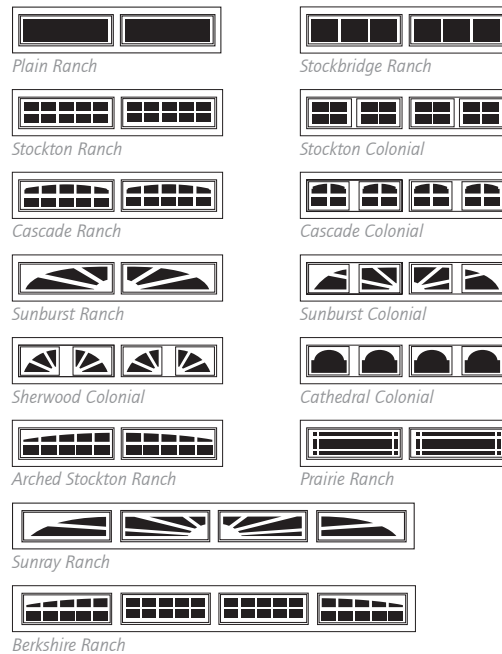 Plain Ranch
Stockbridge Ranch
Stockton Ranch
Stockton Colonial
Cascade Ranch
Cascade Colonial
Sunburst Ranch
Sunburst Colonial
Sherwood Colonial
Cathedral Colonial
Arched Stockton Ranch
Prairie Ranch
Sunray Ranch
Berkshire Ranch